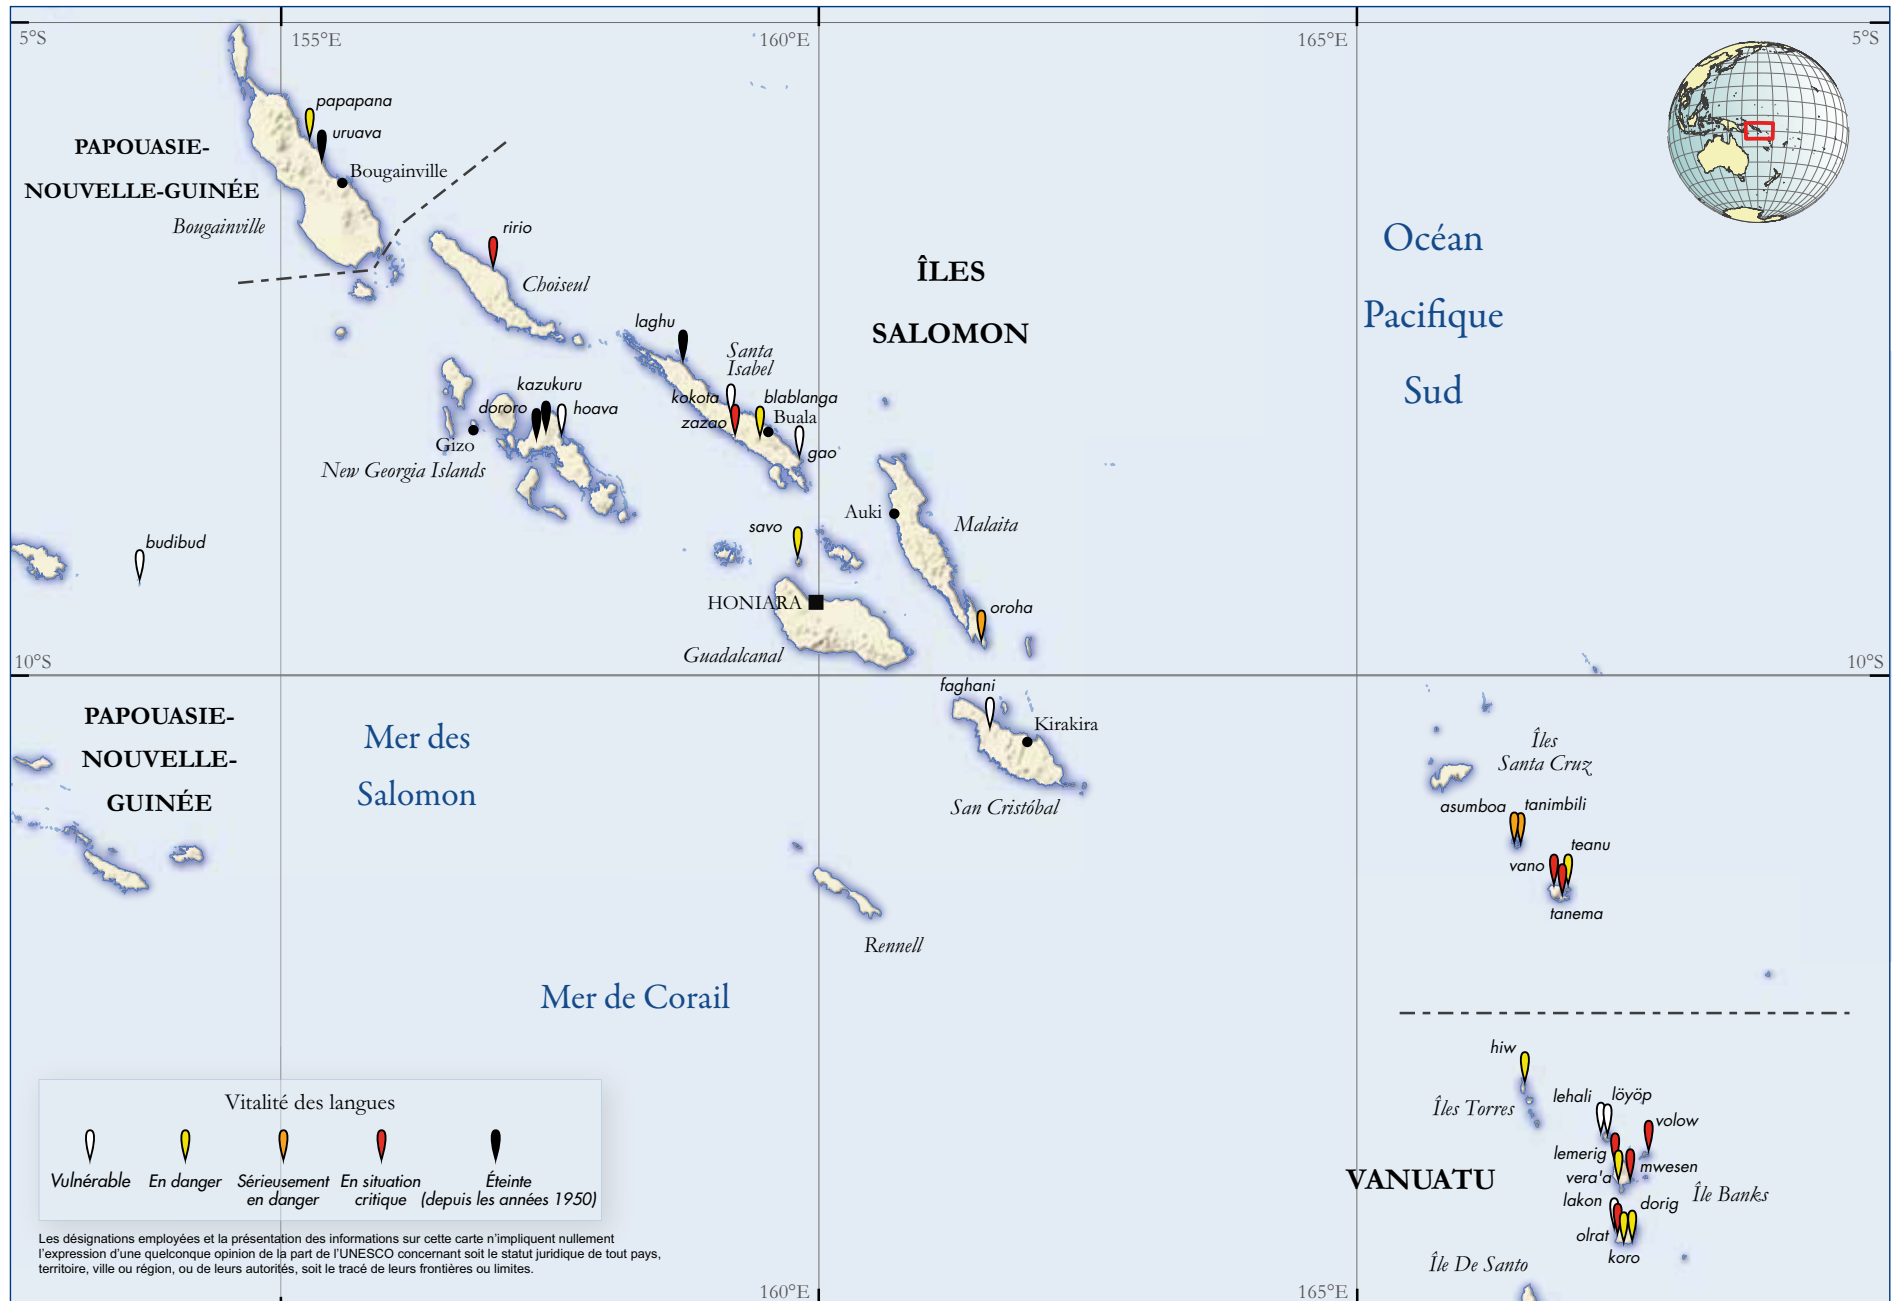 5°S
155°E
160°E
165°E
5°S
papapana
uruava
PAPOUASIE-
NOUVELLE-GUINÉE
Bougainville
Bougainville
ririo
Choiseul
ÎLES
SALOMON
Océan
Pacifique
Sud
laghu
Santa
Isabel
kazukuru
dororo
hoava
kokota
zazao
blablanga
Buala
gao
Gizo
New Georgia Islands
Auki
Malaita
savo
budibud
HONIARA
oroha
Guadalcanal
10°S
10°S
faghani
Kirakira
San Cristóbal
PAPOUASIE-
NOUVELLE-
GUINÉE
Mer des
Salomon
Îles
Santa Cruz
asumboa
tanimbili
teanu
vano
tanema
Rennell
Mer de Corail
hiw
Îles Torres
lehali
löyöp
volow
lemerig
mwesen
vera'a
VANUATU
Île Banks
lakon
dorig
olrat
koro
Île De Santo
Vitalité des langues
Vulnérable
En danger
Sérieusement
en danger
En situation
critique
Éteinte
(depuis les années 1950)
Les désignations employées et la présentation des informations sur cette carte n'impliquent nullement
l'expression d'une quelconque opinion de la part de l'UNESCO concernant soit le statut juridique de tout pays,
territoire, ville ou région, ou de leurs autorités, soit le tracé de leurs frontières ou limites.
160°E
165°E